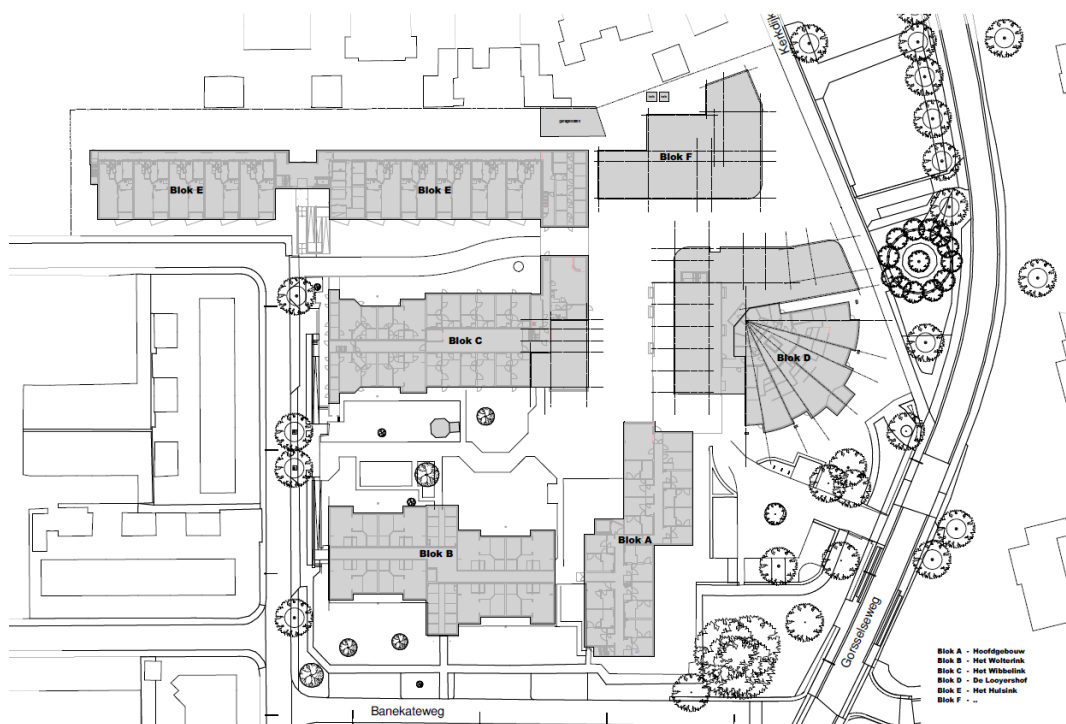 Kerkdijk
Blok F
Blok E
Blok E
Blok C
Blok D
Blok A
Blok B
Gorsselseweg
Banekateweg
Blok A - Hoofdgebouw
Blok B - Het Wolterink
Blok C - Het Wibbelink
Blok D - De Looyershof
Blok E - Het Hulsink
Blok F - ..